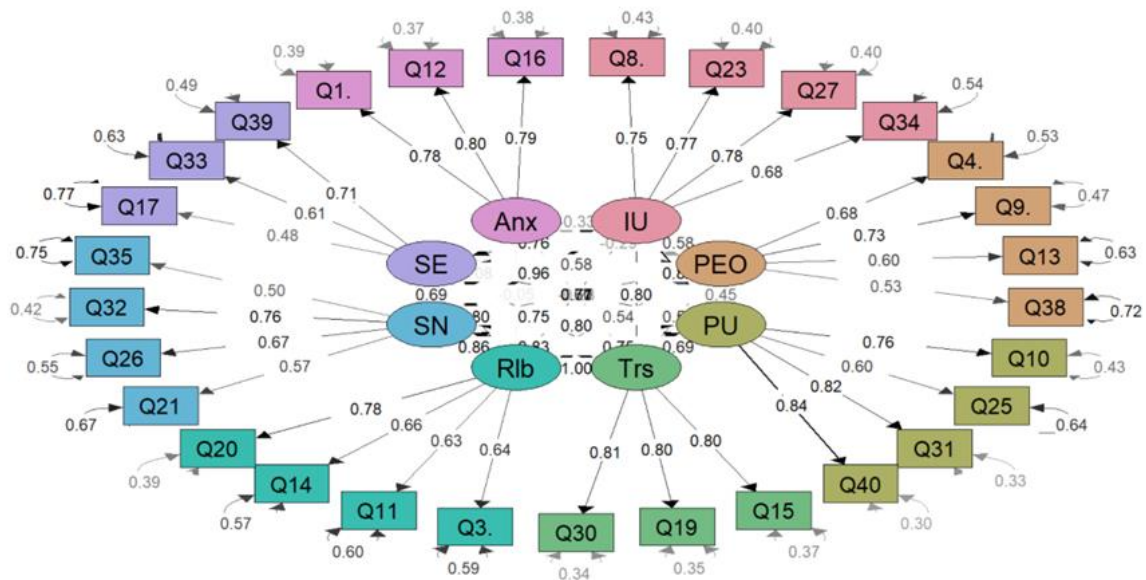 0.38 0.43
0.37 0.40
0.39 Q12 Q16 Q8. Q23 0.40
0.49 Q1. Q27 0.54
0.63 Q39 Q34 0.53
Q33 0.80 0.79 0.75 0.77 Q4.
0.78 0.78 0.47
0.77 Q17 0.71 0.68 Q9.
0.61 Anx IU 0.68
0.75 Q35 0.48 0.73 Q13 0.63
SE 0.76 0.58 PEO 0.60
0.96 0.58
0.50 0.69 0.80 0.45 0.53
0.42 Q32 0.76 SN 0.75 0.54 PU Q38 0.72
0.67 0.80 0.76
0.55 Q26 0.86 0.83 0.75 0.69 Q10 0.43
0.57 Rlb 1.00 Trs 0.60
Q21 0.82 Q25
0.67 0.78 0.84 0.64
Q20 0.66 0.63 0.64 0.81 0.80 0.80 Q31
0.39 Q14 Q40 0.33
0.57 Q11 Q3. Q30 Q19 Q15 0.30
0.60 0.59 0.34 0.35 0.37